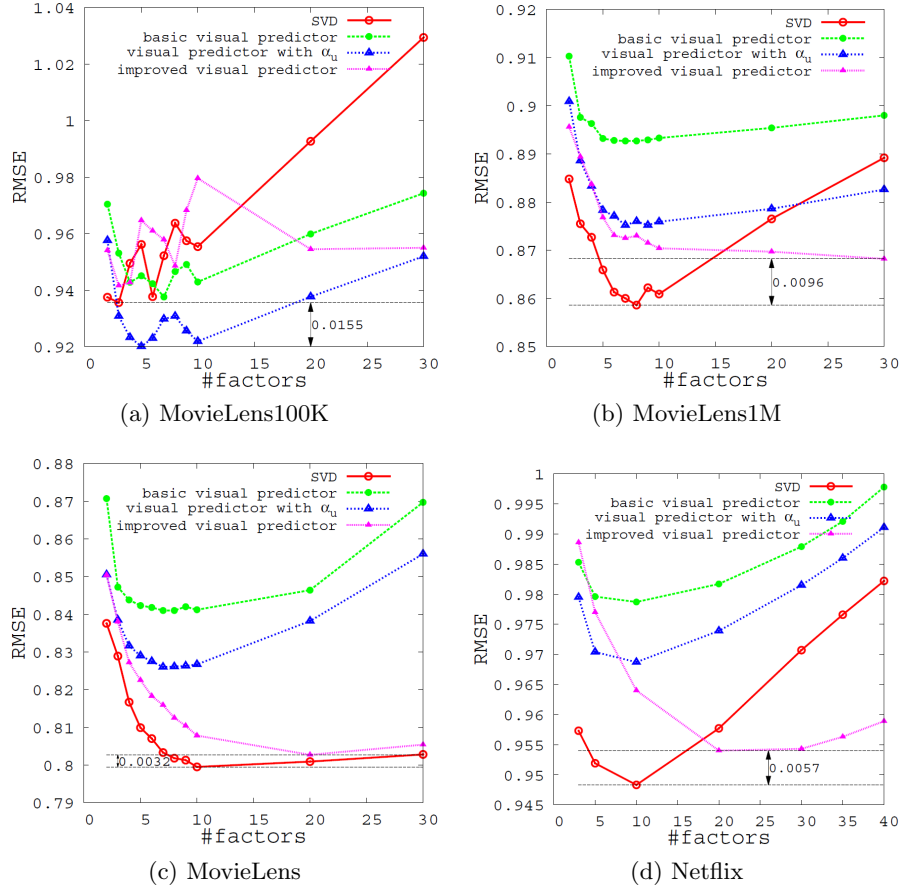 1.04
1.02
1
0.98
0.96
0.94
0.92
RMSE
SVD
basic visual predictor
visual predictor with αu
improved visual predictor
0.0155
0 5 10 15 20 25 30
#factors
(a) MovieLens100K
0.92
0.91
0.9
0.89
0.88
0.87
0.86
0.85
RMSE
SVD
basic visual predictor
visual predictor with αu
improved visual predictor
0.0096
0 5 10 15 20 25 30
#factors
(b) MovieLens1M
0.88
0.87
0.86
0.85
0.84
0.83
0.82
0.81
0.8
0.79
RMSE
SVD
basic visual predictor
visual predictor with αu
improved visual predictor
0.0032
0 5 10 15 20 25 30
#factors
(c) MovieLens
1
0.995
0.99
0.985
0.98
0.975
0.97
0.965
0.96
0.955
0.95
0.945
RMSE
SVD
basic visual predictor
visual predictor with αu
improved visual predictor
0.0057
0 5 10 15 20 25 30 35 40
#factors
(d) Netflix